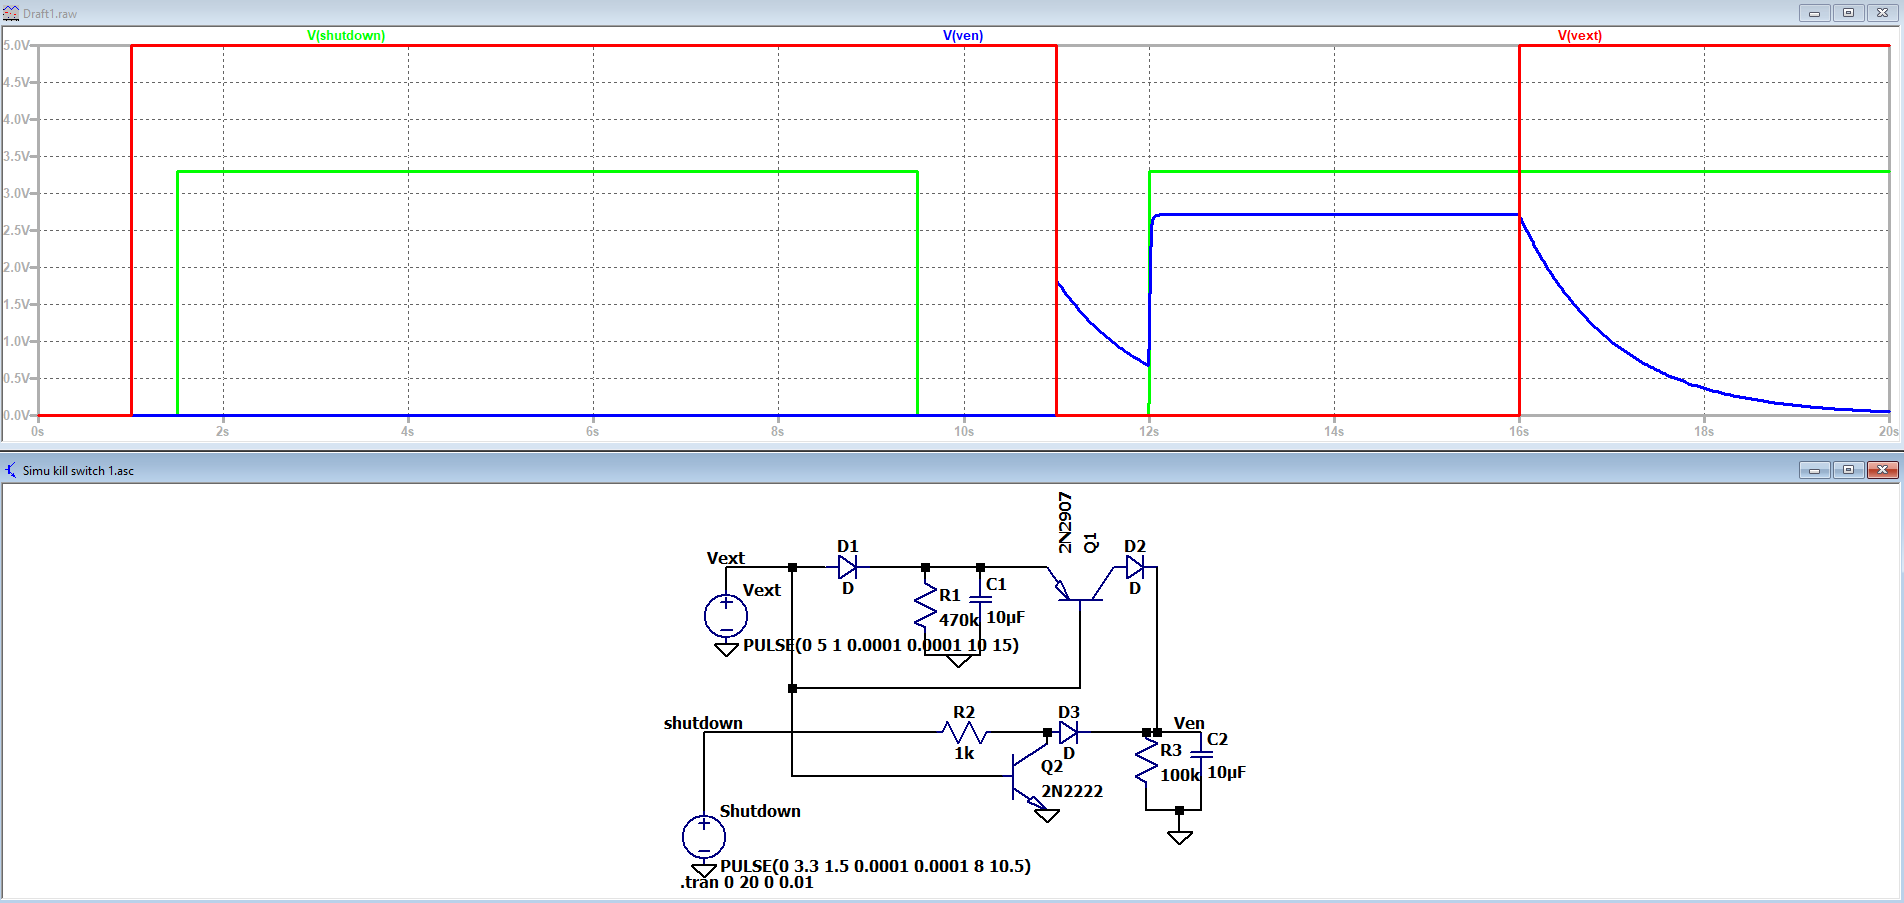 Draft1.raw
V(shutdown) V(ven) V(vext)
5.0V
4.5V
4.0V
3.5V
3.0V
2.5V
2.0V
1.5V
1.0V
0.5V
0.0V
0s 2s 4s 6s 8s 10s 12s 14s 16s 18s 20s
Simu kill switch 1.asc
2N2907
Q1
Vext
D1
D2
Vext
D
D
R1
470k
C1
10µF
PULSE(0 5 1 0.0001 0.0001 10 15)
shutdown
R2
1k
D3
D
Ven
Q2
2N2222
R3
100k
C2
10µF
Shutdown
PULSE(0 3.3 1.5 0.0001 0.0001 8 10.5)
.tran 0 20 0 0.01